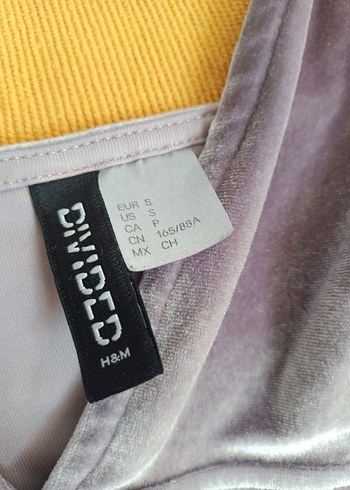 DIVIDED
H&M
EUR S
US S
CA P
CN 165/88A
MX CH